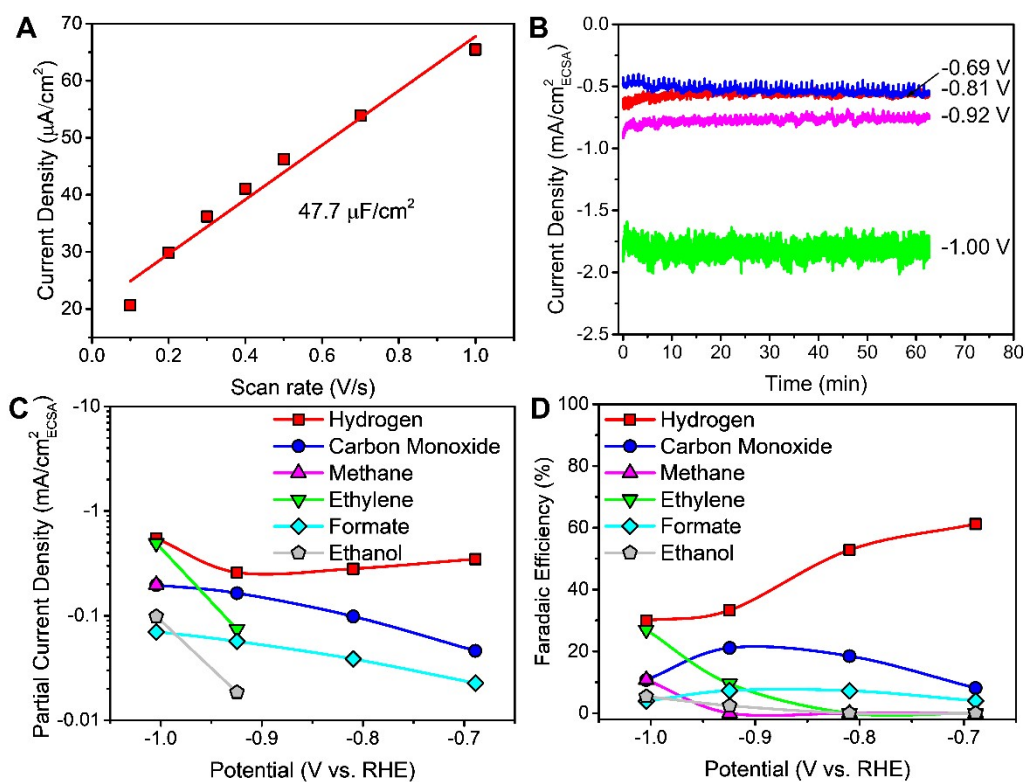 A
Current Density (μA/cm²)
70
60
50
40
30
20
47.7 μF/cm²
0.0 0.2 0.4 0.6 0.8 1.0
Scan rate (V/s)
B
Current Density (mA/cm²ECSA)
0.0
-0.5
-1.0
-1.5
-2.0
-2.5
-0.69 V
-0.81 V
-0.92 V
-1.00 V
0 10 20 30 40 50 60 70 80
Time (min)
C
Partial Current Density (mA/cm²ECSA)
-10
-1
-0.1
-0.01
Hydrogen
Carbon Monoxide
Methane
Ethylene
Formate
Ethanol
-1.0 -0.9 -0.8 -0.7
Potential (V vs. RHE)
D
Faradaic Efficiency (%)
100
80
60
40
20
0
Hydrogen
Carbon Monoxide
Methane
Ethylene
Formate
Ethanol
-1.0 -0.9 -0.8 -0.7
Potential (V vs. RHE)